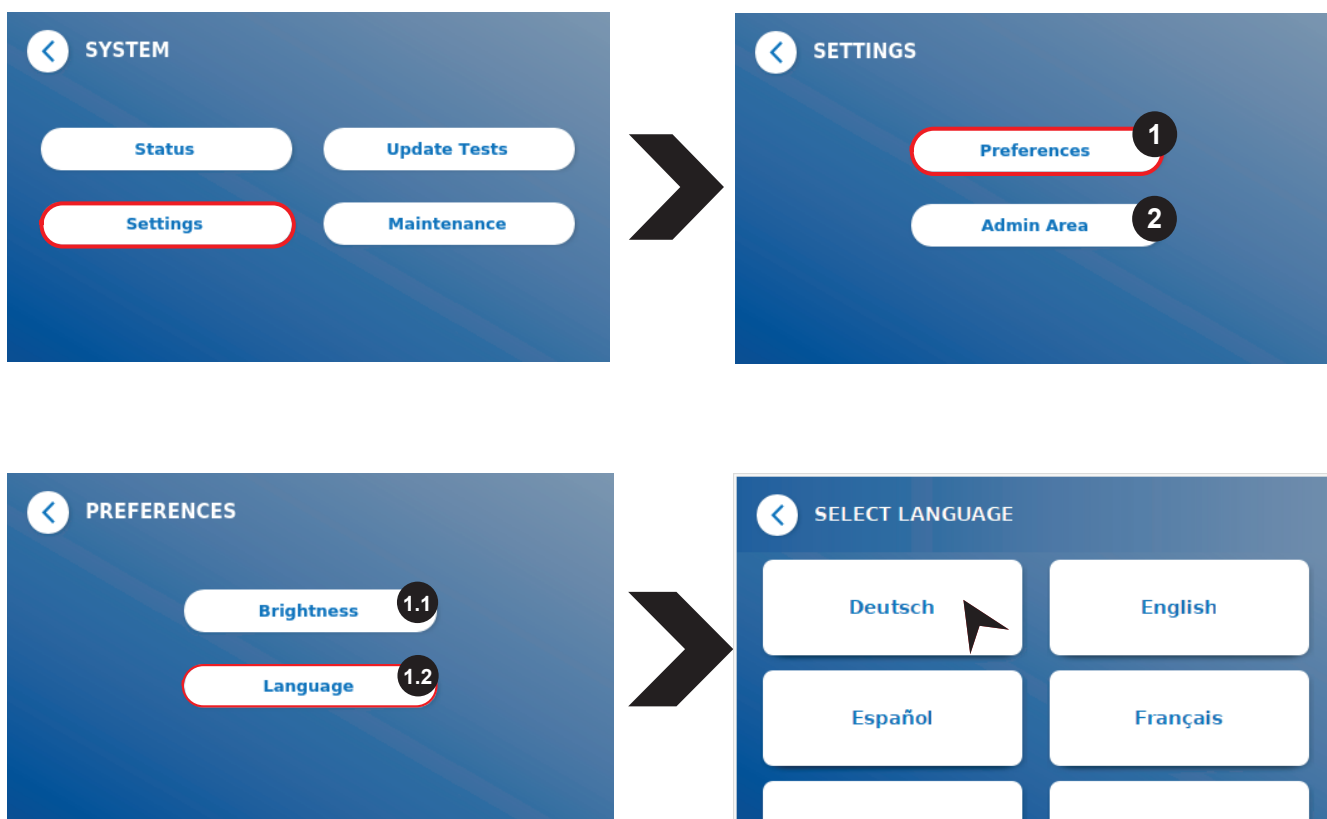 SYSTEM
Status
Update Tests
Settings
Maintenance
SETTINGS
Preferences
1
Admin Area
2
PREFERENCES
Brightness
1.1
Language
1.2
SELECT LANGUAGE
Deutsch
English
Español
Français